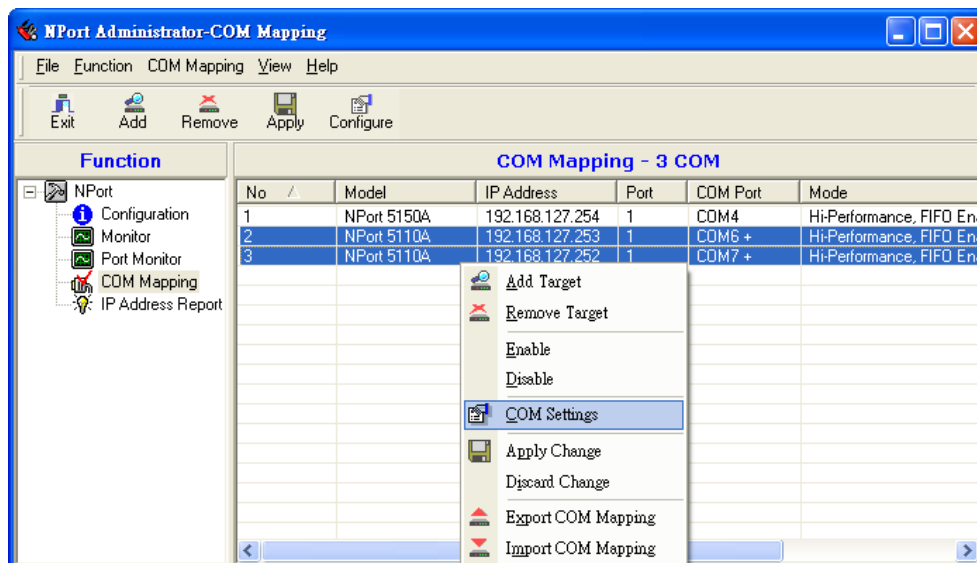 NPort Administrator-COM Mapping
File Function COM Mapping View Help
Exit Add Remove Apply Configure
Function
COM Mapping - 3 COM
NPort
Configuration
Monitor
Port Monitor
COM Mapping
IP Address Report
No Model IP Address Port COM Port Mode
1 NPort 5150A 192.168.127.254 1 COM4 Hi-Performance, FIFO Ena
2 NPort 5110A 192.168.127.253 1 COM6 + Hi-Performance, FIFO Ena
3 NPort 5110A 192.168.127.252 1 COM7 + Hi-Performance, FIFO Ena
Add Target
Remove Target
Enable
Disable
COM Settings
Apply Change
Discard Change
Export COM Mapping
Import COM Mapping